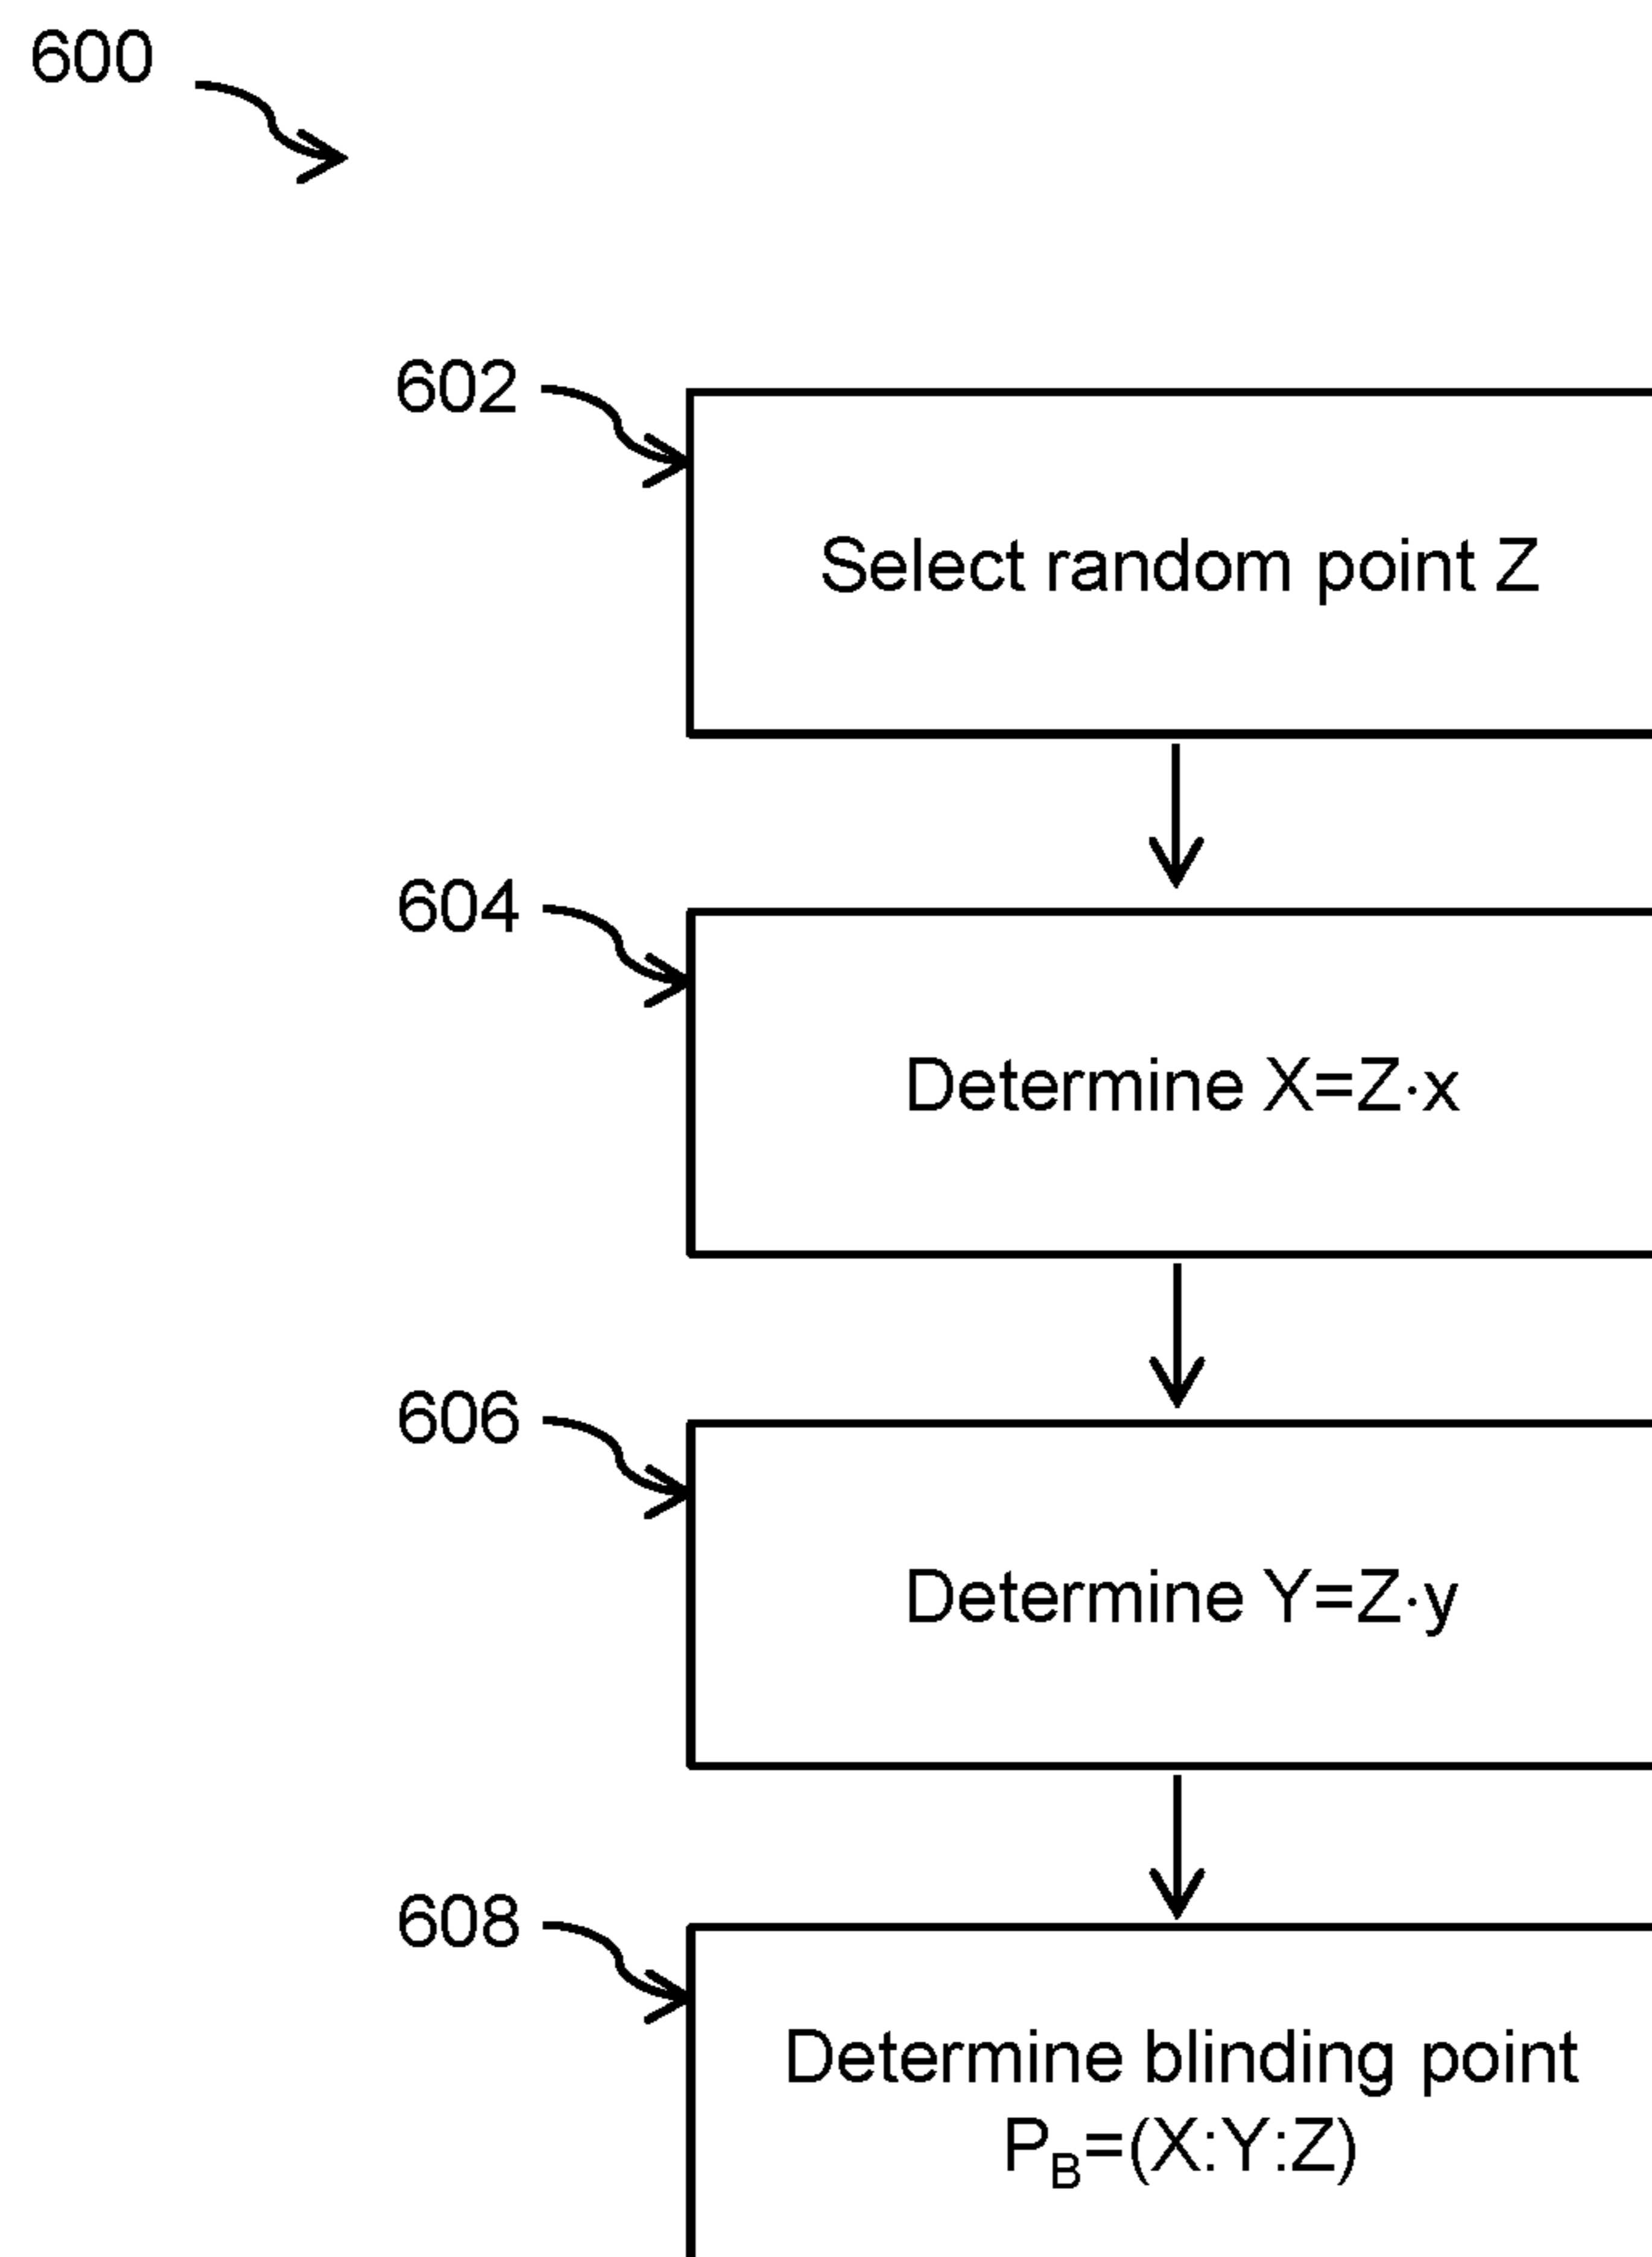 600
602
Select random point Z
604
Determine X=Z·x
606
Determine Y=Z·y
608
Determine blinding point
P_B=(X:Y:Z)